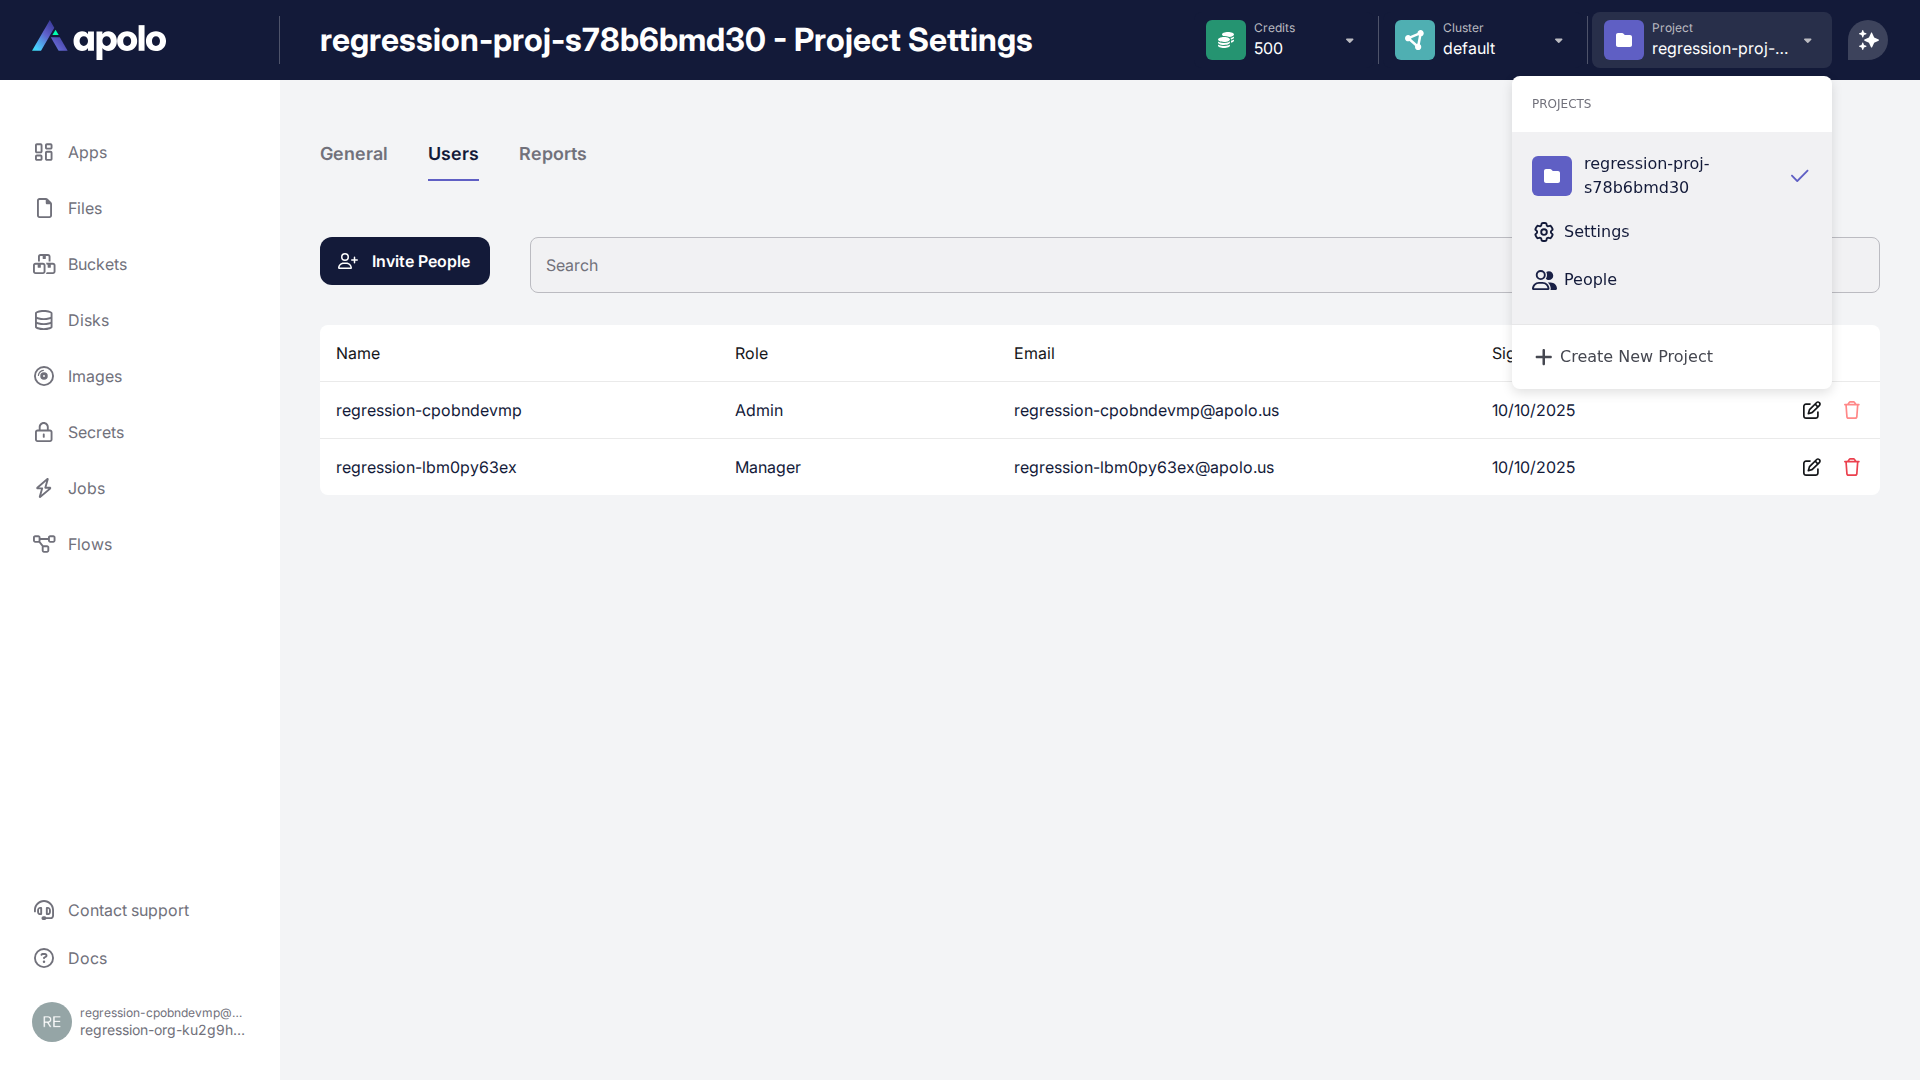 apolo
regression-proj-s78b6bmd30 - Project Settings
Credits
500
Cluster
default
Project
regression-proj-...
PROJECTS
regression-proj-
s78b6bmd30
Settings
People
Create New Project
Apps
Files
Buckets
Disks
Images
Secrets
Jobs
Flows
Contact support
Docs
RE
regression-cpobndevmp@...
regression-org-ku2g9h...
General Users Reports
Invite People
Search
Name Role Email
regression-cpobndevmp Admin regression-cpobndevmp@apolo.us 10/10/2025
regression-lbm0py63ex Manager regression-lbm0py63ex@apolo.us 10/10/2025